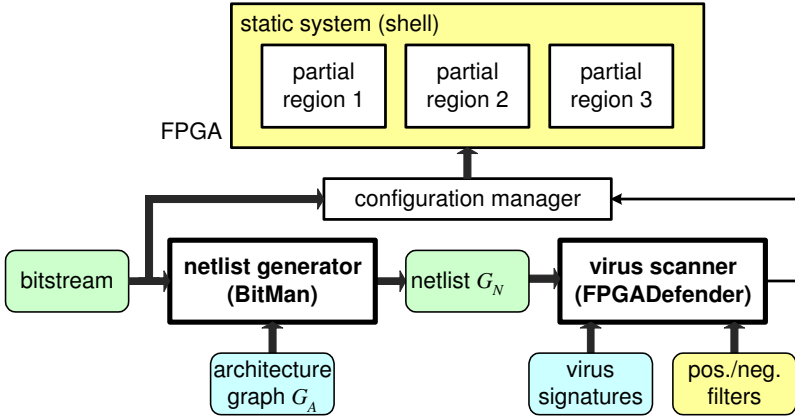 static system (shell)
partial
region 1
partial
region 2
partial
region 3
FPGA
configuration manager
bitstream
netlist generator
(BitMan)
netlist G_N
virus scanner
(FPGADefender)
architecture
graph G_A
virus
signatures
pos./neg.
filters